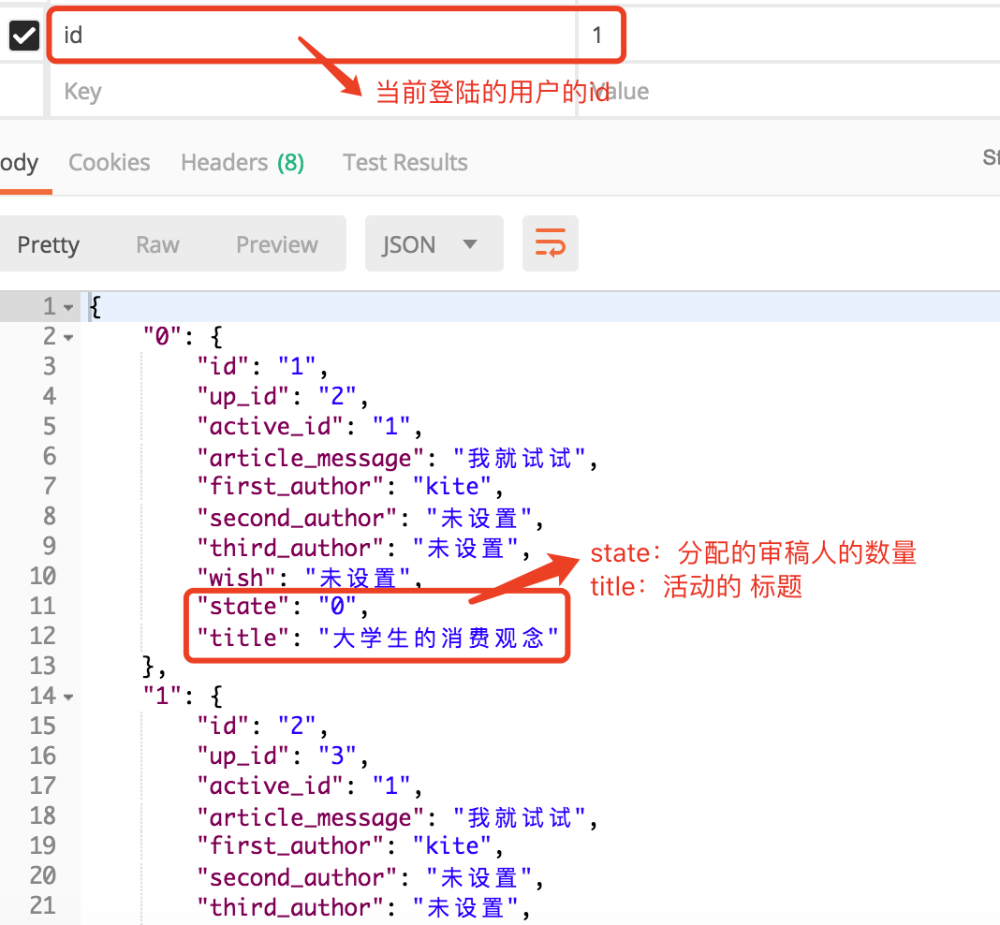 id 1
Key Value
当前登陆的用户的id
ody Cookies Headers (8) Test Results St
Pretty Raw Preview JSON
1 {
2 "0": {
3 "id": "1",
4 "up_id": "2",
5 "active_id": "1",
6 "article_message": "我就试试",
7 "first_author": "kite",
8 "second_author": "未设置",
9 "third_author": "未设置",
10 "wish": "未设置",
11 "state": "0",
12 "title": "大学生的消费观念"
state：分配的审稿人的数量
title：活动的 标题
13 },
14 "1": {
15 "id": "2",
16 "up_id": "3",
17 "active_id": "1",
18 "article_message": "我就试试",
19 "first_author": "kite",
20 "second_author": "未设置",
21 "third_author": "未设置",